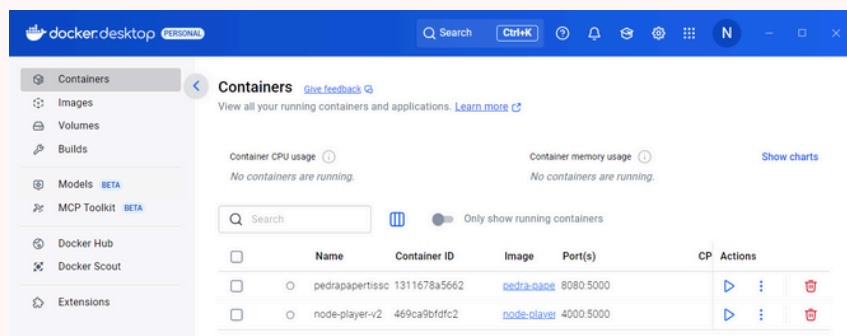 docker.desktop PERSONAL Search Ctrl+K N
Containers
Images
Volumes
Builds
Models BETA
MCP Toolkit BETA
Docker Hub
Docker Scout
Extensions
Containers Give feedback
View all your running containers and applications. Learn more
Container CPU usage
No containers are running.
Container memory usage
No containers are running.
Show charts
Search
Only show running containers
Name Container ID Image Port(s) CP Actions
pedrapapertissc 1311678a5662 pedra-pape 8080:5000
node-player-v2 469ca9bfdfc2 node-player 4000:5000